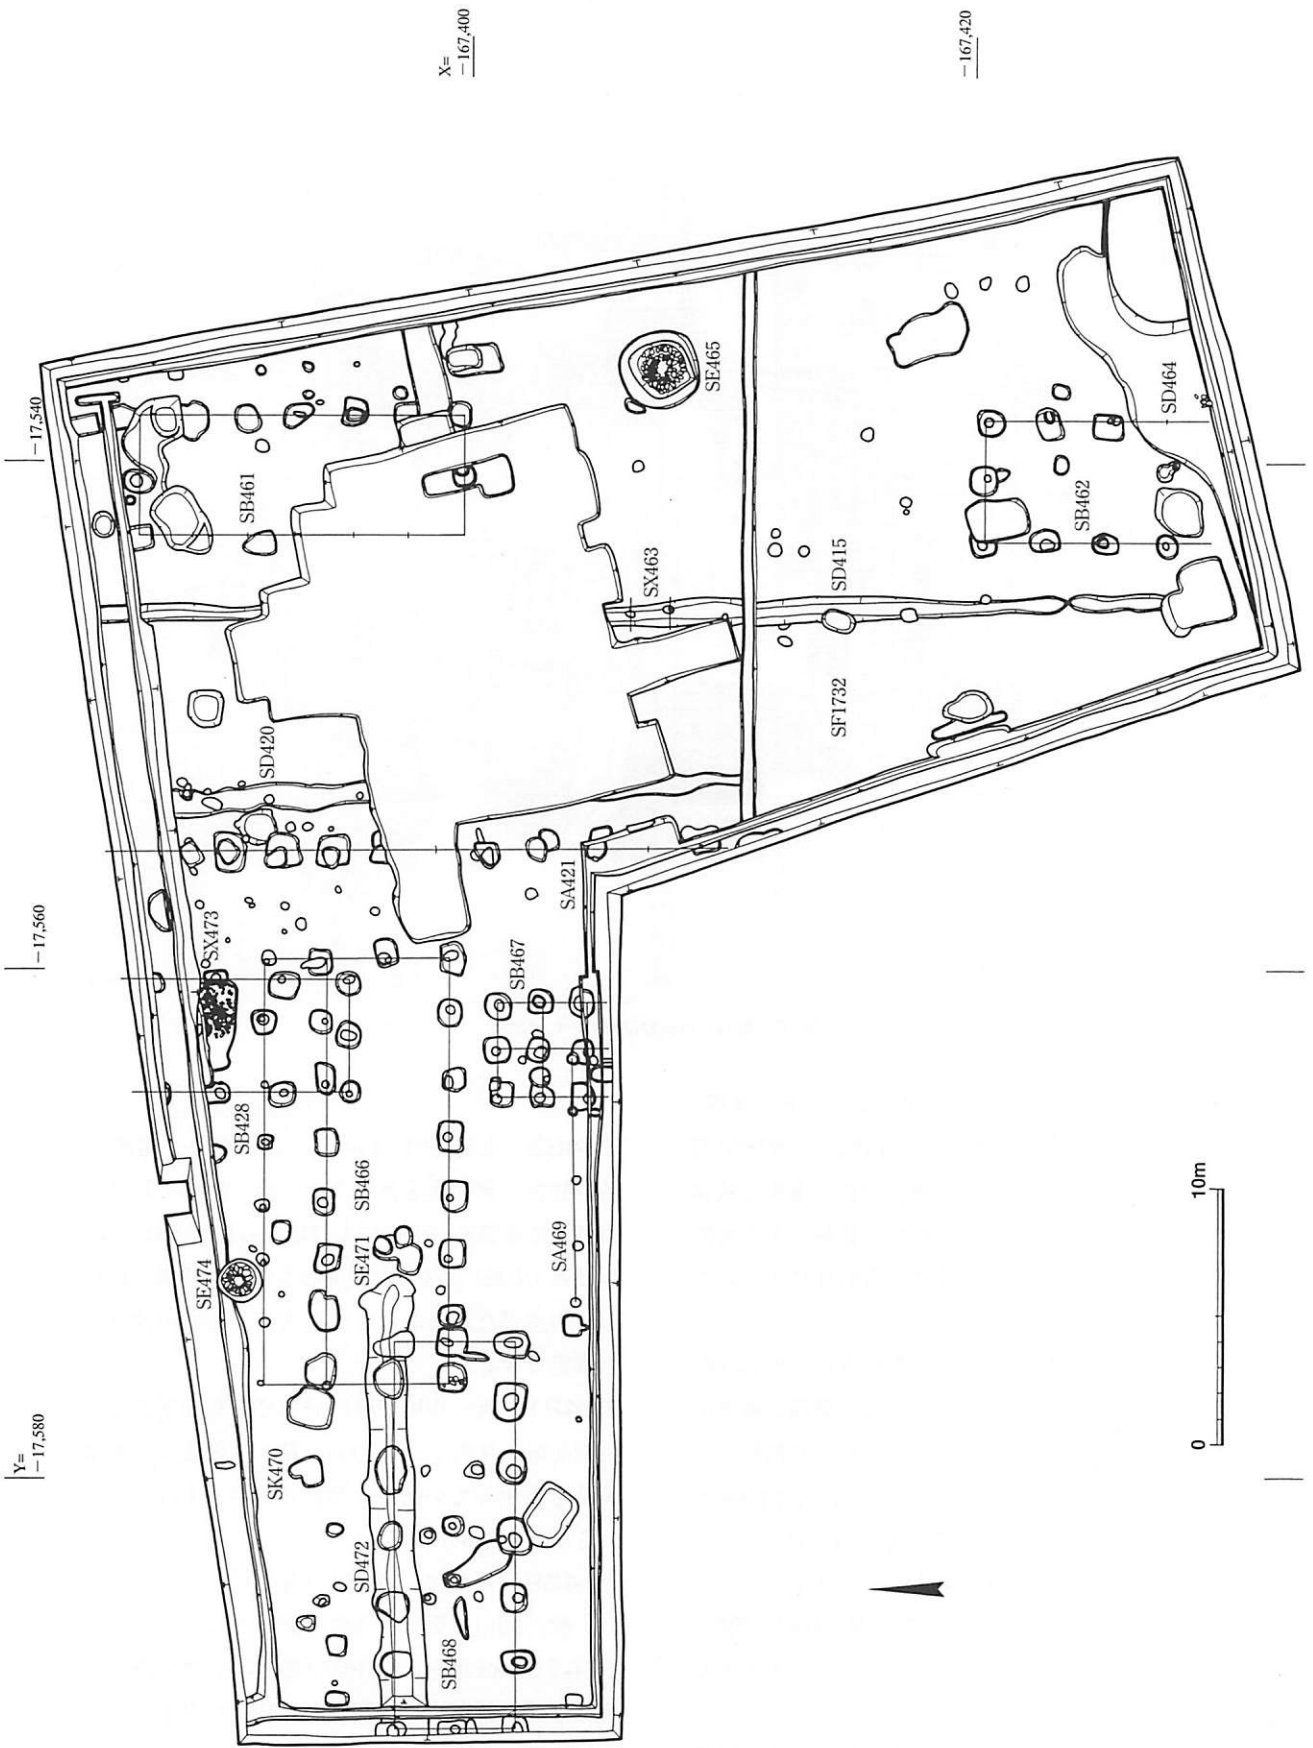 X=
−167,400
−167,420
−17,540
SB461
SE465
SD464
SB462
SX463
SD415
SD420
SF1732
SA421
−17,560
SX473
SB467
SB428
SB466
SE471
SE474
SA469
10m
0
Y=
−17,580
SK470
SD472
SB468